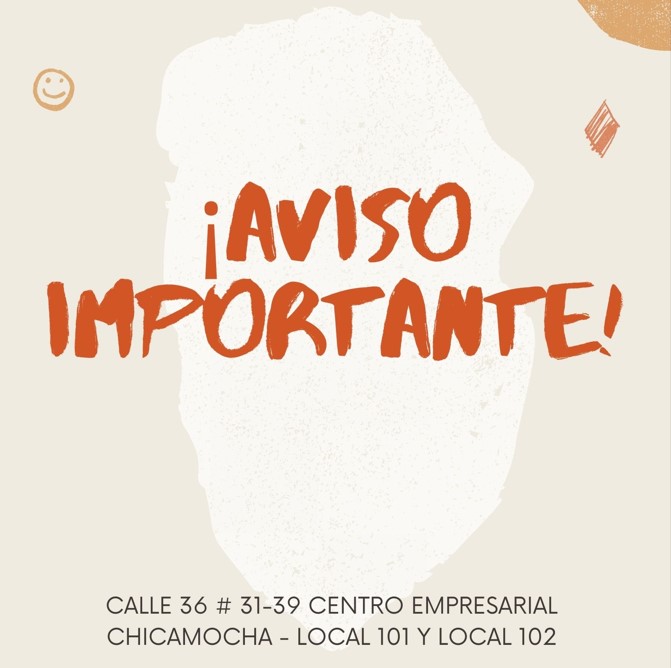 ¡AVISO
IMPORTANTE!
CALLE 36 # 31-39 CENTRO EMPRESARIAL
CHICAMOCHA - LOCAL 101 Y LOCAL 102